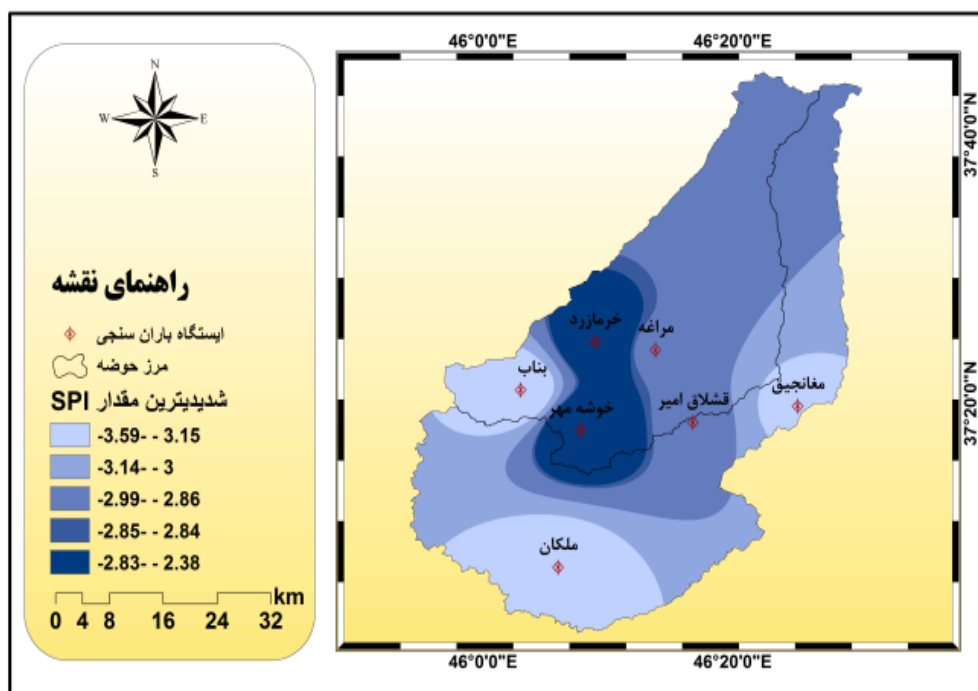 46°0'0"E
46°20'0"E
N
W
E
S
37°40'0"N
راهنمای نقشه
ایستگاه باران سنجی
مرز حوضه
شدیدیترین مقدار SPI
-3.59- - 3.15
-3.14- - 3
-2.99- - 2.86
-2.85- - 2.84
-2.83- - 2.38
km
0 4 8 16 24 32
خرمازرد
مراغه
بناب
مغانجیق
خوشه مهر
قشلاق امیر
37°20'0"N
ملکان
46°0'0"E
46°20'0"E